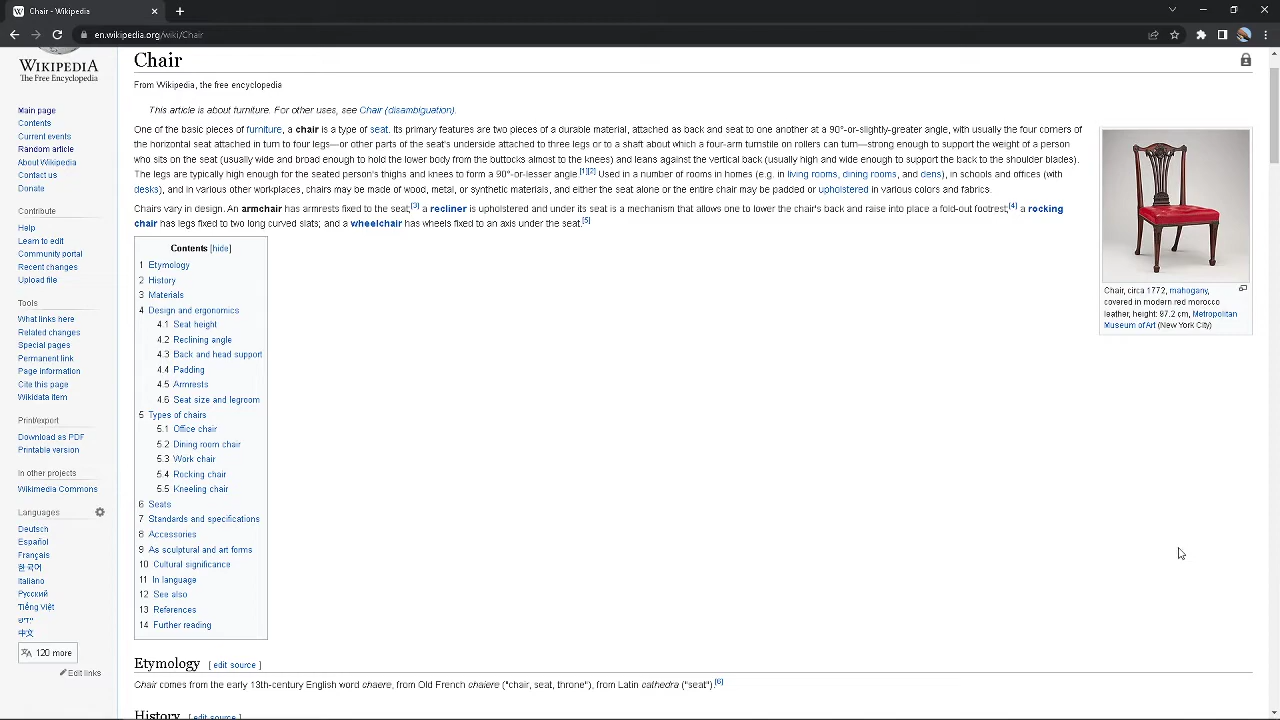 Chair - Wikipedia
en.wikipedia.org/wiki/Chair
WIKIPEDIA
The Free Encyclopedia
Main page
Contents
Current events
Random article
About Wikipedia
Contact us
Donate
Contribute
Help
Learn to edit
Community portal
Recent changes
Upload file
Tools
What links here
Related changes
Special pages
Permanent link
Page information
Cite this page
Wikidata item
Print/export
Download as PDF
Printable version
In other projects
Wikimedia Commons
Languages
Deutsch
Español
Français
한국어
Italiano
Русский
Tiếng Việt
ייִדיש
中文
120 more
Edit links
Chair
From Wikipedia, the free encyclopedia
This article is about furniture. For other uses, see Chair (disambiguation).
One of the basic pieces of furniture, a chair is a type of seat. Its primary features are two pieces of a durable material, attached as back and seat to one another at a 90°-or-slightly-greater angle, with usually the four corners of
the horizontal seat attached in turn to four legs—or other parts of the seat's underside attached to three legs or to a shaft about which a four-arm turnstile on rollers can turn—strong enough to support the weight of a person
who sits on the seat (usually wide and broad enough to hold the lower body from the buttocks almost to the knees) and leans against the vertical back (usually high and wide enough to support the back to the shoulder blades).
The legs are typically high enough for the seated person's thighs and knees to form a 90°-or-lesser angle.[1][2] Used in a number of rooms in homes (e.g. in living rooms, dining rooms, and dens), in schools and offices (with
desks), and in various other workplaces, chairs may be made of wood, metal, or synthetic materials, and either the seat alone or the entire chair may be padded or upholstered in various colors and fabrics.
Chairs vary in design. An armchair has armrests fixed to the seat;[3] a recliner is upholstered and under its seat is a mechanism that allows one to lower the chair's back and raise into place a fold-out footrest;[4] a rocking
chair has legs fixed to two long curved slats; and a wheelchair has wheels fixed to an axis under the seat.[5]
Chair, circa 1772, mahogany,
covered in modern red morocco
leather, height: 97.2 cm, Metropolitan
Museum of Art (New York City)
Contents [hide]
1 Etymology
2 History
3 Materials
4 Design and ergonomics
4.1 Seat height
4.2 Reclining angle
4.3 Back and head support
4.4 Padding
4.5 Armrests
4.6 Seat size and legroom
5 Types of chairs
5.1 Office chair
5.2 Dining room chair
5.3 Work chair
5.4 Rocking chair
5.5 Kneeling chair
6 Seats
7 Standards and specifications
8 Accessories
9 As sculptural and art forms
10 Cultural significance
11 In language
12 See also
13 References
14 Further reading
Etymology [ edit source ]
Chair comes from the early 13th-century English word chaere, from Old French chaiere ("chair, seat, throne"), from Latin cathedra ("seat").[6]
History [ edit source ]